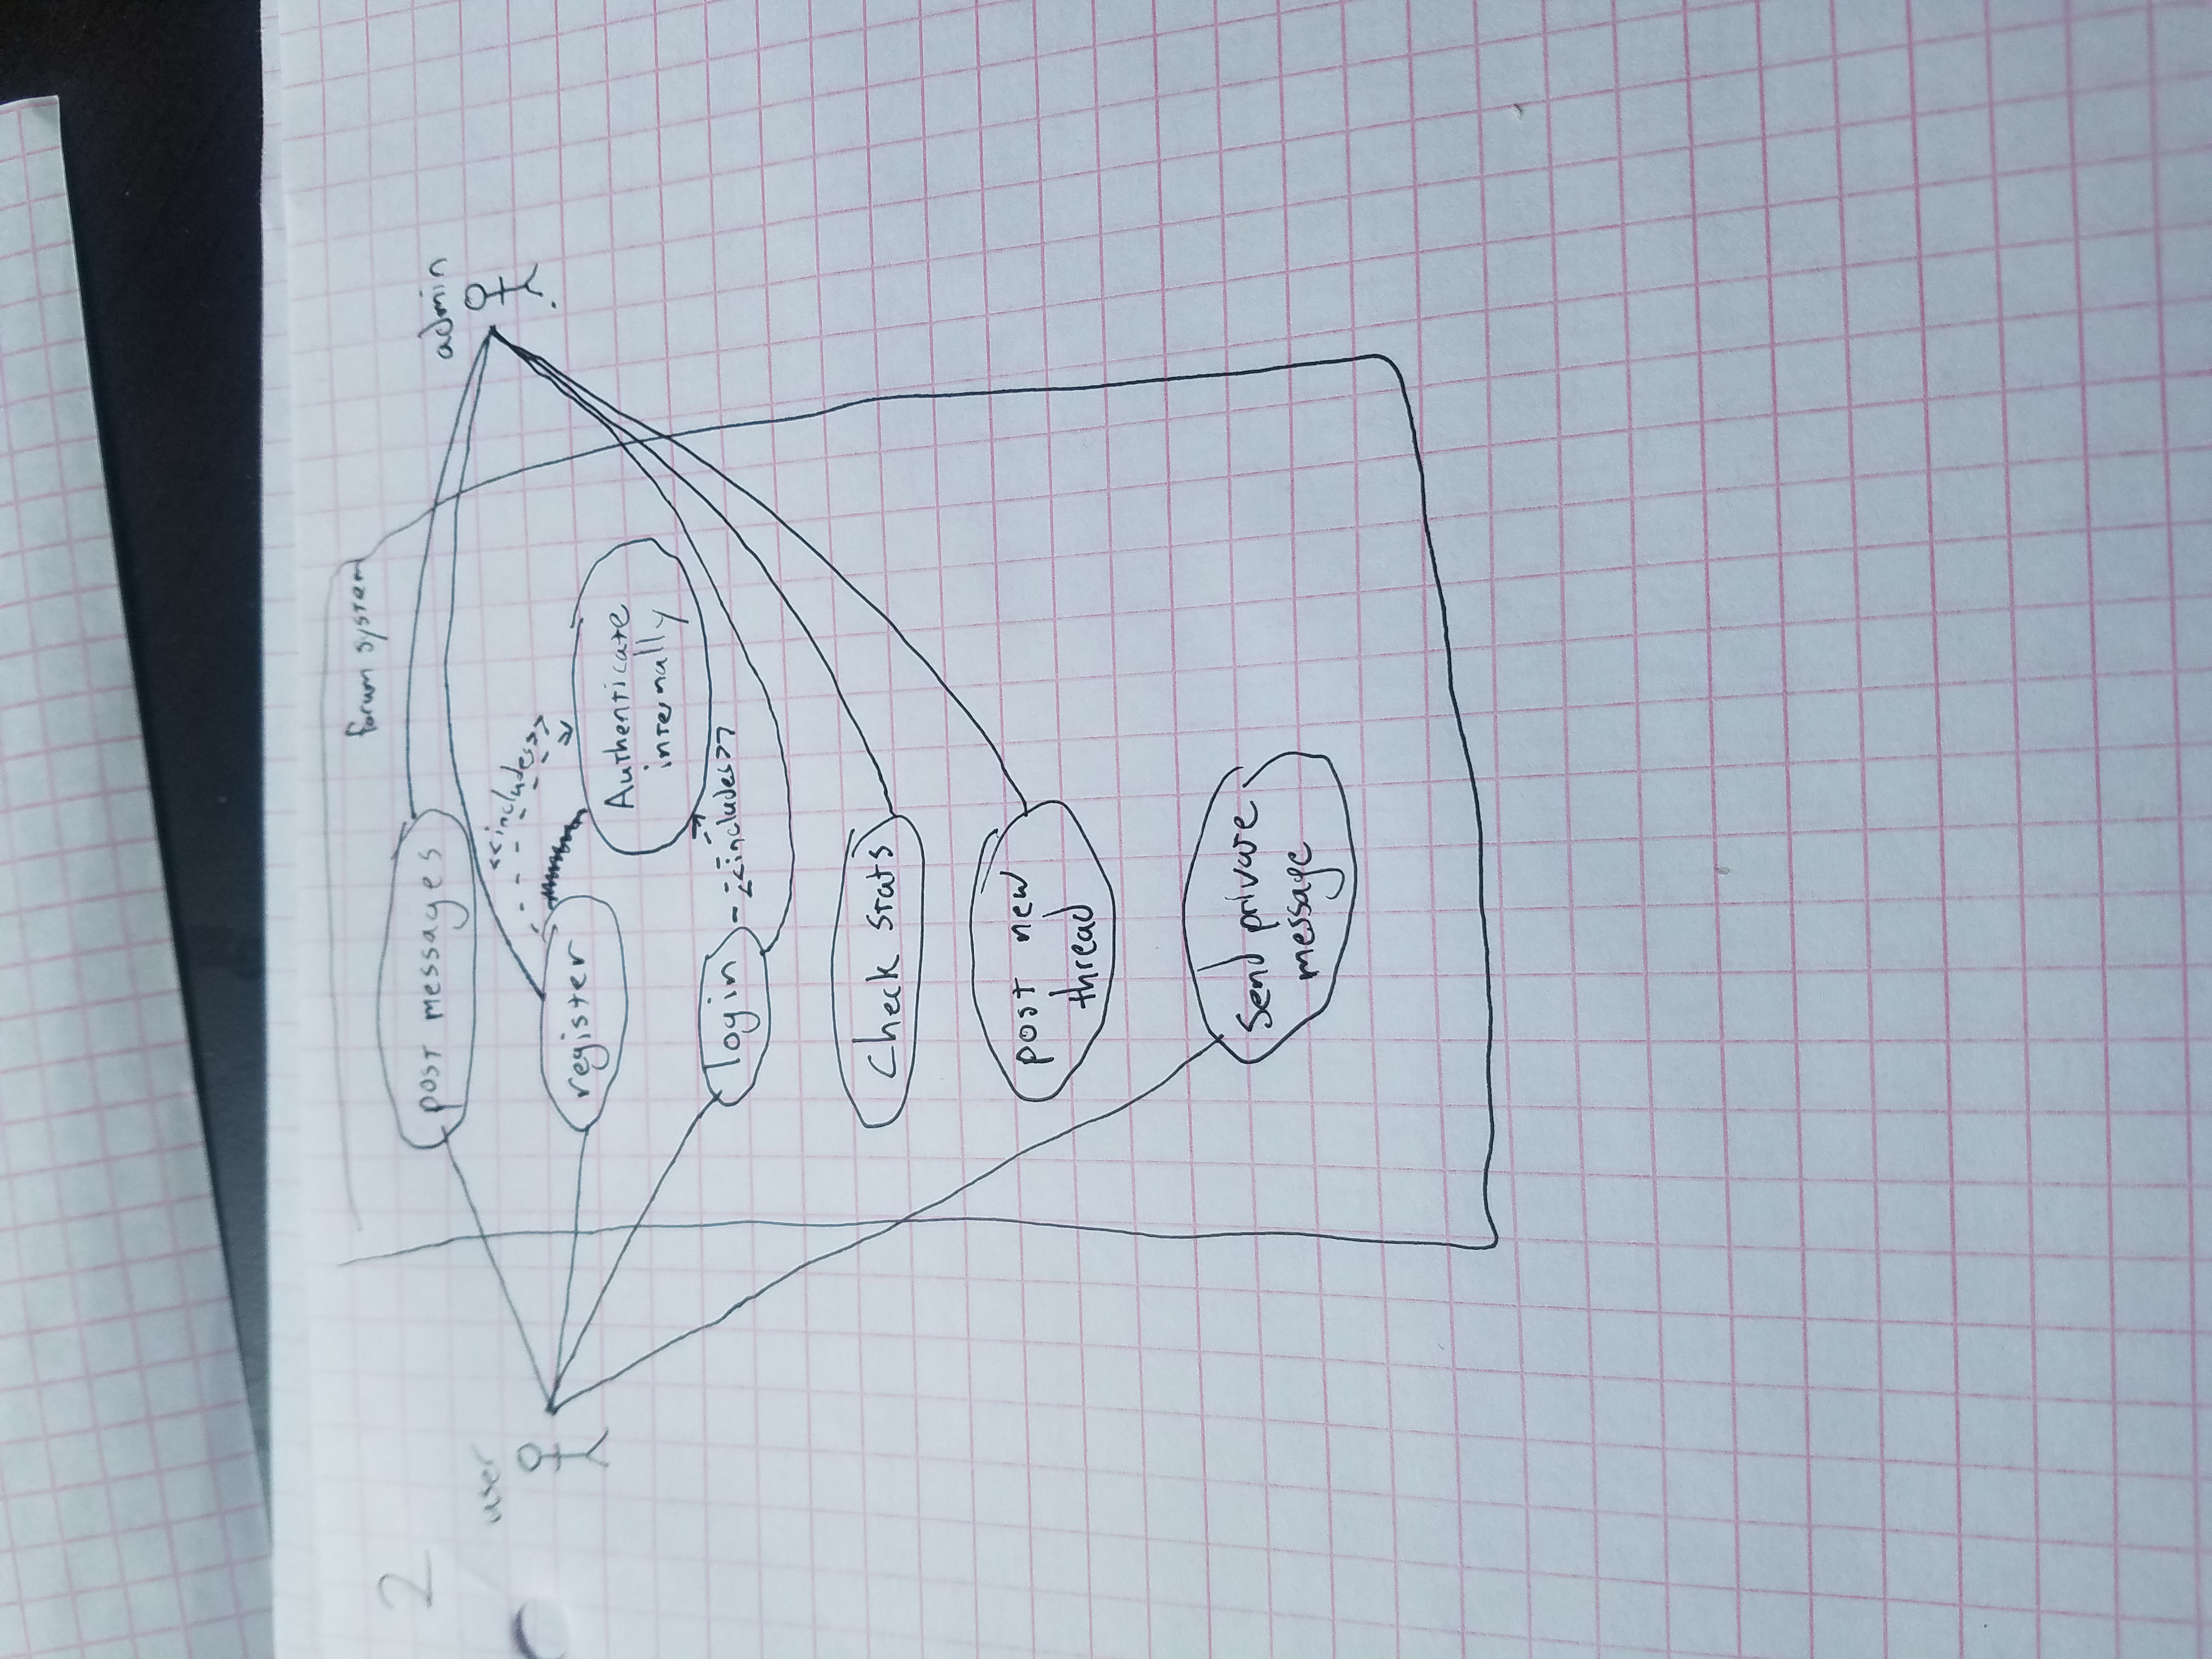 forum system
2
post messages
admin
user
<<includes>>
register
Authenticate
internally
login
<<includes>>
Check stats
post new
thread
Send private
message